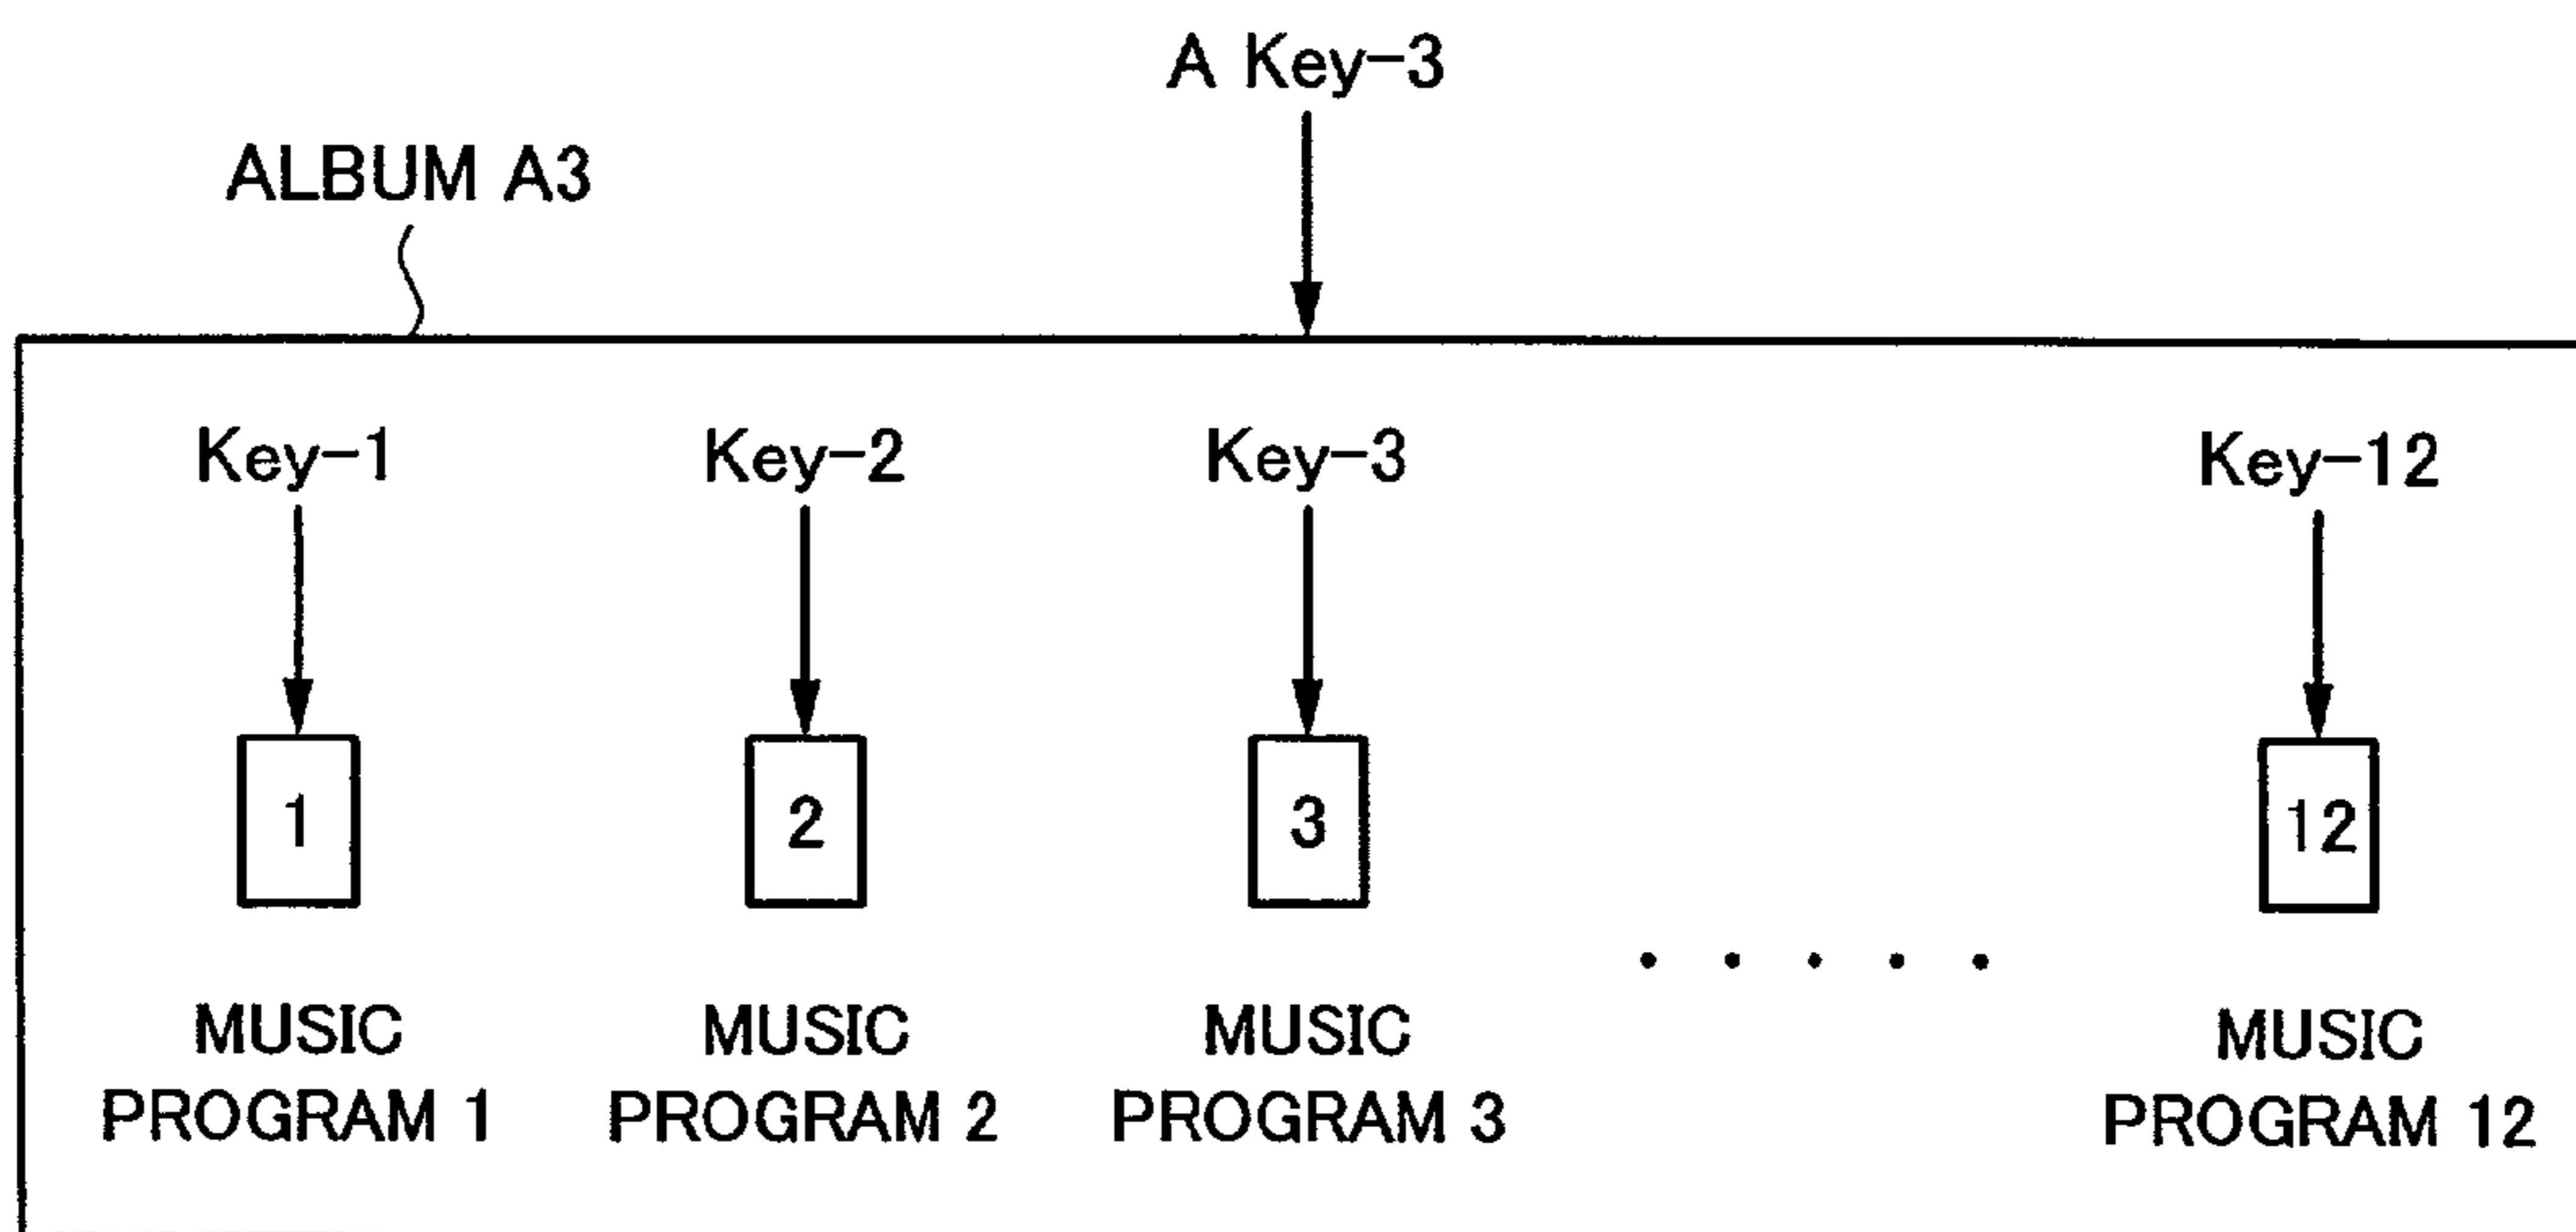 A Key-3
ALBUM A3
Key-1
Key-2
Key-3
Key-12
1
2
3
12
· · · · ·
MUSIC
PROGRAM 1
MUSIC
PROGRAM 2
MUSIC
PROGRAM 3
MUSIC
PROGRAM 12